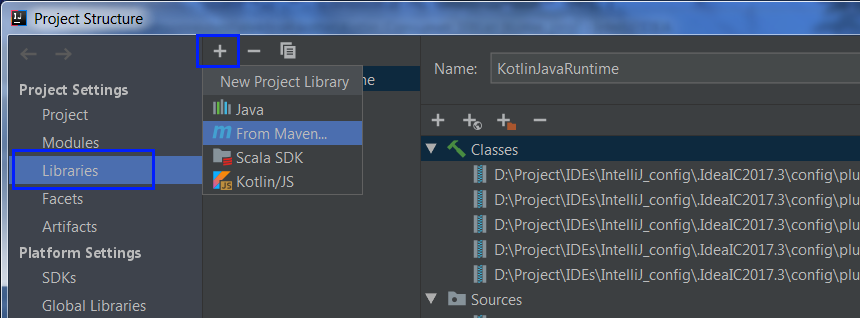 Project Structure
Project Settings
Project
Modules
Libraries
Facets
Artifacts
Platform Settings
SDKs
Global Libraries
New Project Library
Java
From Maven...
Scala SDK
Kotlin/JS
me
Name: KotlinJavaRuntime
Classes
D:\Project\IDEs\IntelliJ_config\.IdeaIC2017.3\config\plu
D:\Project\IDEs\IntelliJ_config\.IdeaIC2017.3\config\plu
D:\Project\IDEs\IntelliJ_config\.IdeaIC2017.3\config\plu
D:\Project\IDEs\IntelliJ_config\.IdeaIC2017.3\config\plu
D:\Project\IDEs\IntelliJ_config\.IdeaIC2017.3\config\plu
Sources